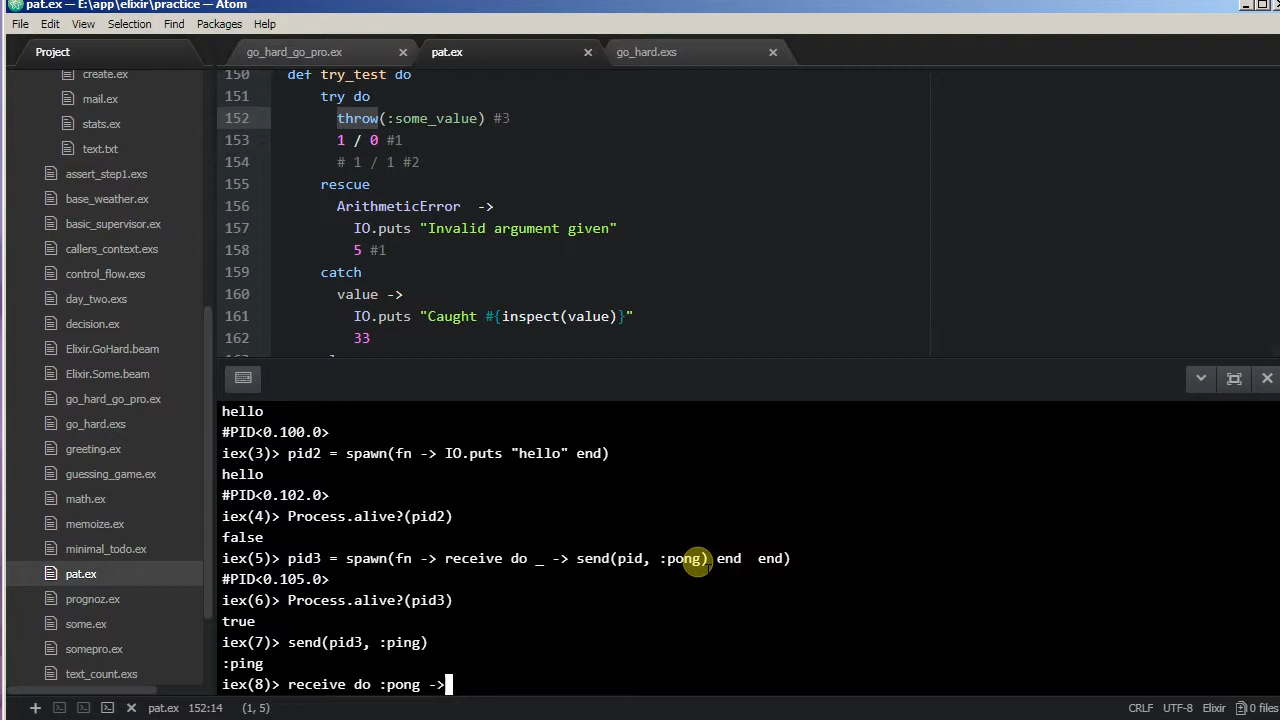 pat.ex — E:\app\elixir\practice — Atom
File Edit View Selection Find Packages Help
Project
go_hard_go_pro.ex
pat.ex
go_hard.exs
create.ex
mail.ex
stats.ex
text.txt
assert_step1.exs
base_weather.ex
basic_supervisor.ex
callers_context.exs
control_flow.exs
day_two.exs
decision.ex
Elixir.GoHard.beam
Elixir.Some.beam
go_hard_go_pro.ex
go_hard.exs
greeting.ex
guessing_game.ex
math.ex
memoize.ex
minimal_todo.ex
pat.ex
prognoz.ex
some.ex
somepro.ex
text_count.exs
150 def try_test do
151 try do
152 throw(:some_value) #3
153 1 / 0 #1
154 # 1 / 1 #2
155 rescue
156 ArithmeticError ->
157 IO.puts "Invalid argument given"
158 5 #1
159 catch
160 value ->
161 IO.puts "Caught #{inspect(value)}"
162 33
hello
#PID<0.100.0>
iex(3)> pid2 = spawn(fn -> IO.puts "hello" end)
hello
#PID<0.102.0>
iex(4)> Process.alive?(pid2)
false
iex(5)> pid3 = spawn(fn -> receive do _ -> send(pid, :pong) end  end)
#PID<0.105.0>
iex(6)> Process.alive?(pid3)
true
iex(7)> send(pid3, :ping)
:ping
iex(8)> receive do :pong ->
pat.ex 152:14 (1, 5) CRLF UTF-8 Elixir 0 files